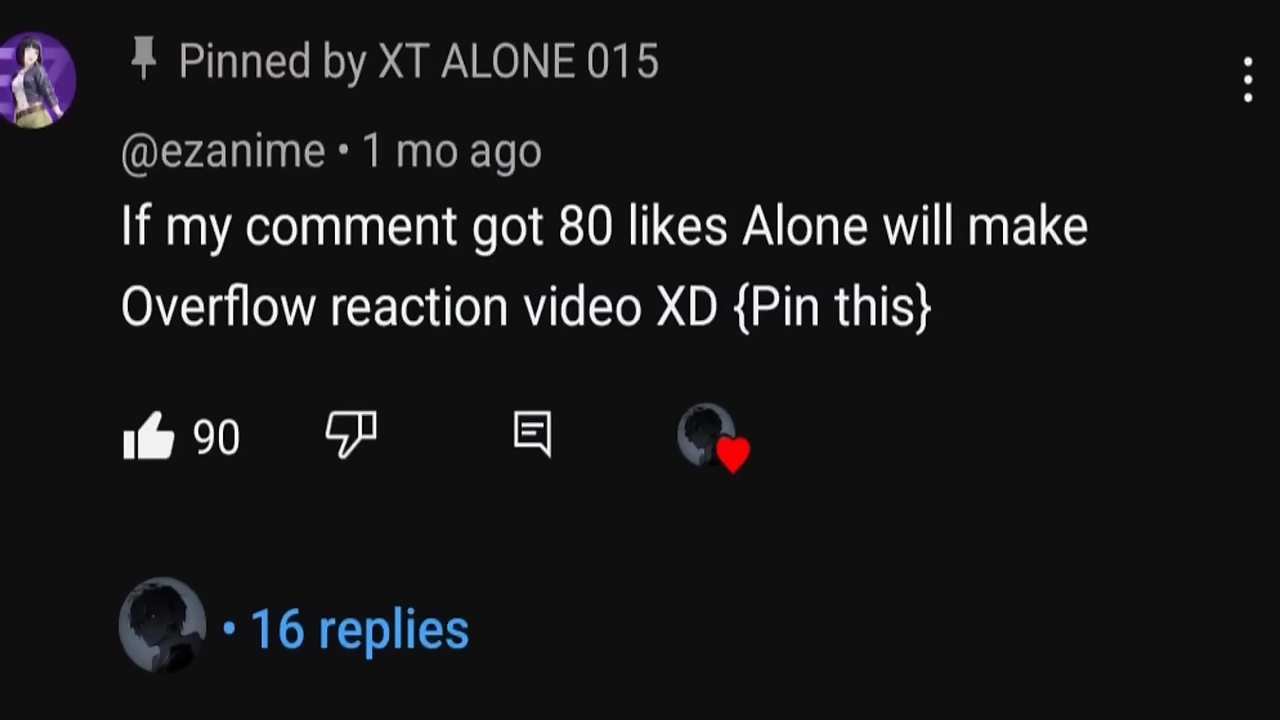 Pinned by XT ALONE 015
@ezanime • 1 mo ago
If my comment got 80 likes Alone will make
Overflow reaction video XD {Pin this}
90
• 16 replies